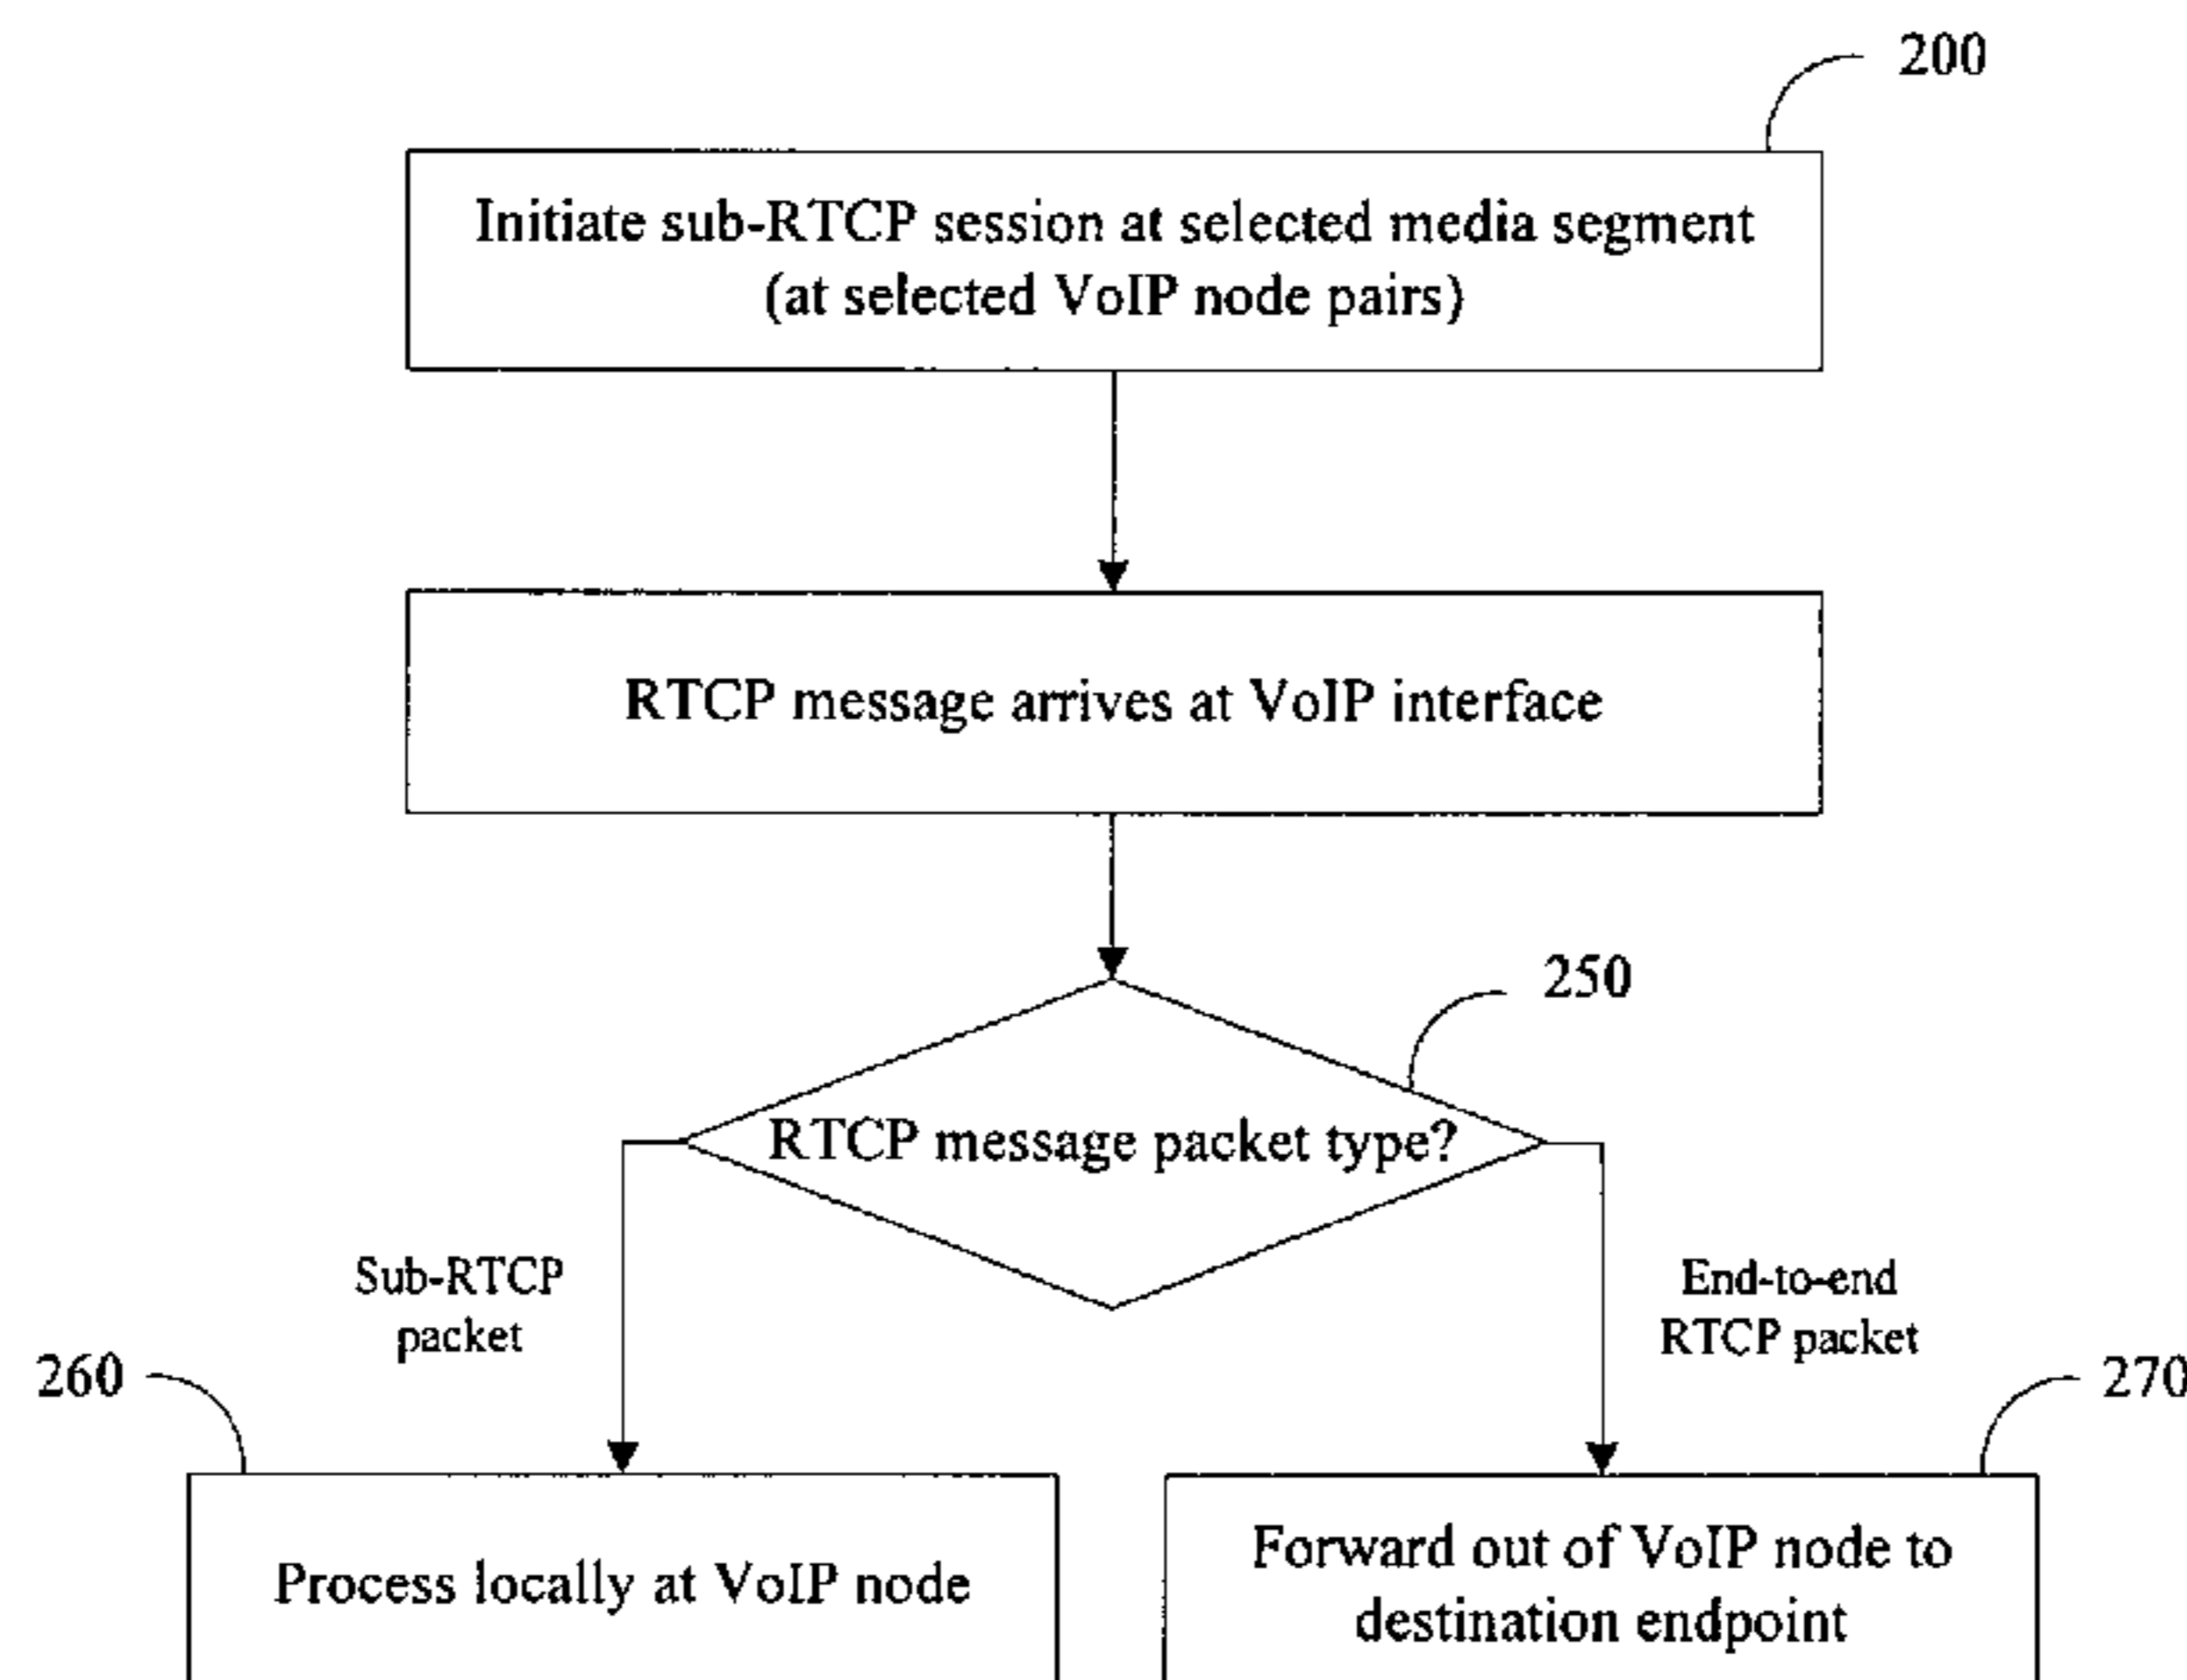 200
Initiate sub-RTCP session at selected media segment
(at selected VoIP node pairs)
RTCP message arrives at VoIP interface
250
RTCP message packet type?
Sub-RTCP
packet
End-to-end
RTCP packet
260
270
Process locally at VoIP node
Forward out of VoIP node to
destination endpoint